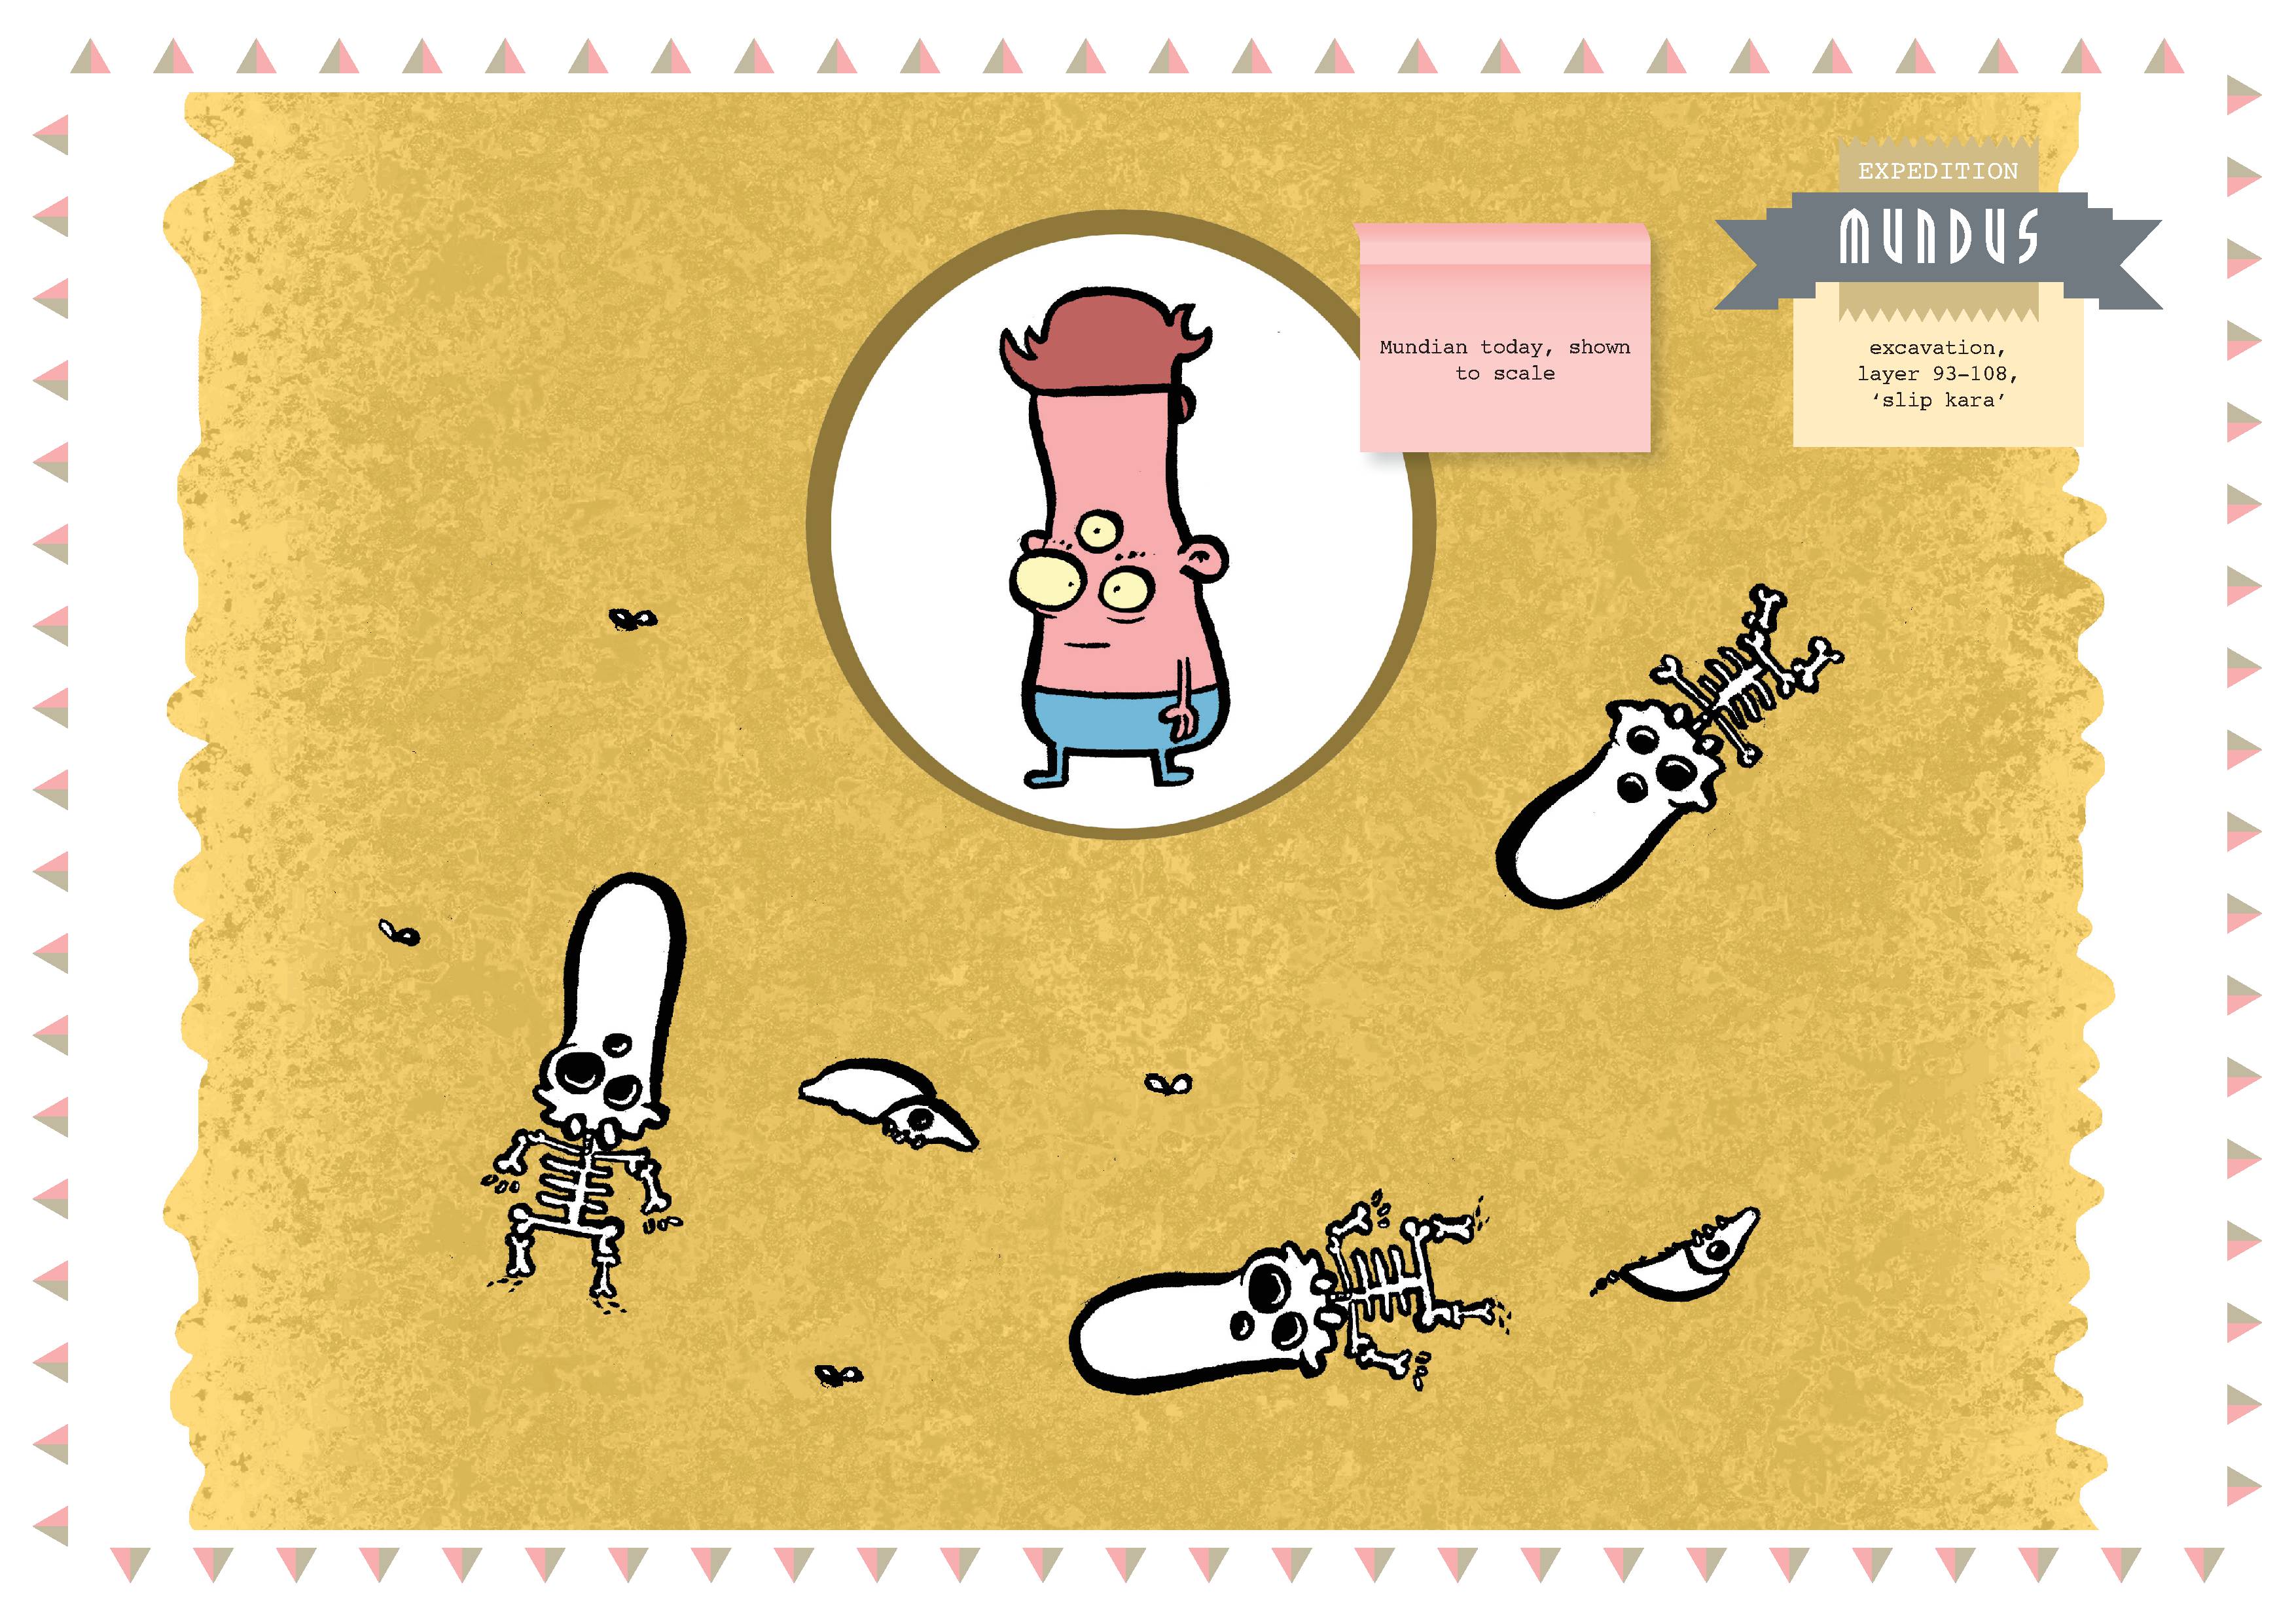 EXPEDITION
MUNDUS
Mundian today, shown
to scale
excavation,
layer 93-108,
‘slip kara’